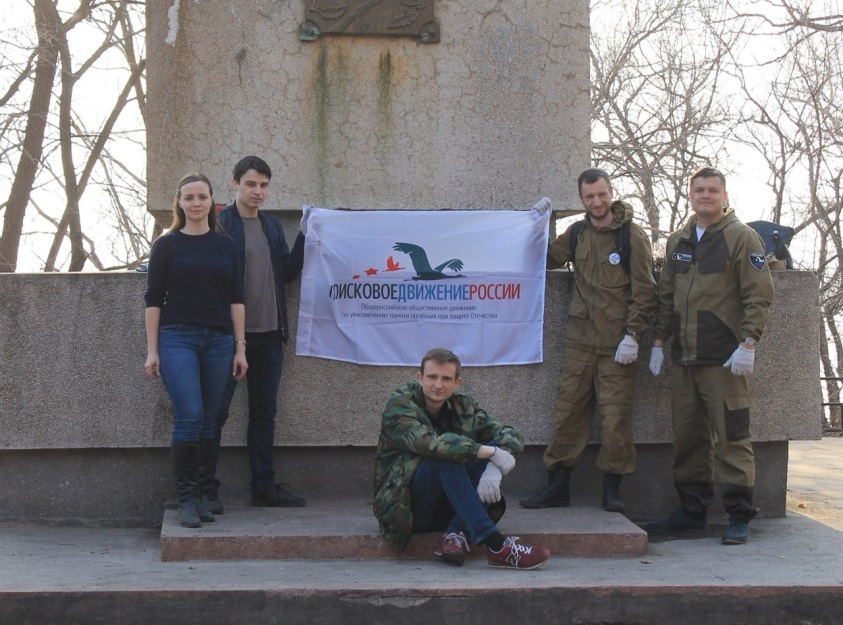 ПОИСКОВОЕДВИЖЕНИЕРОССИИ
Общероссийское общественное движение
по увековечению памяти погибших при защите Отечества